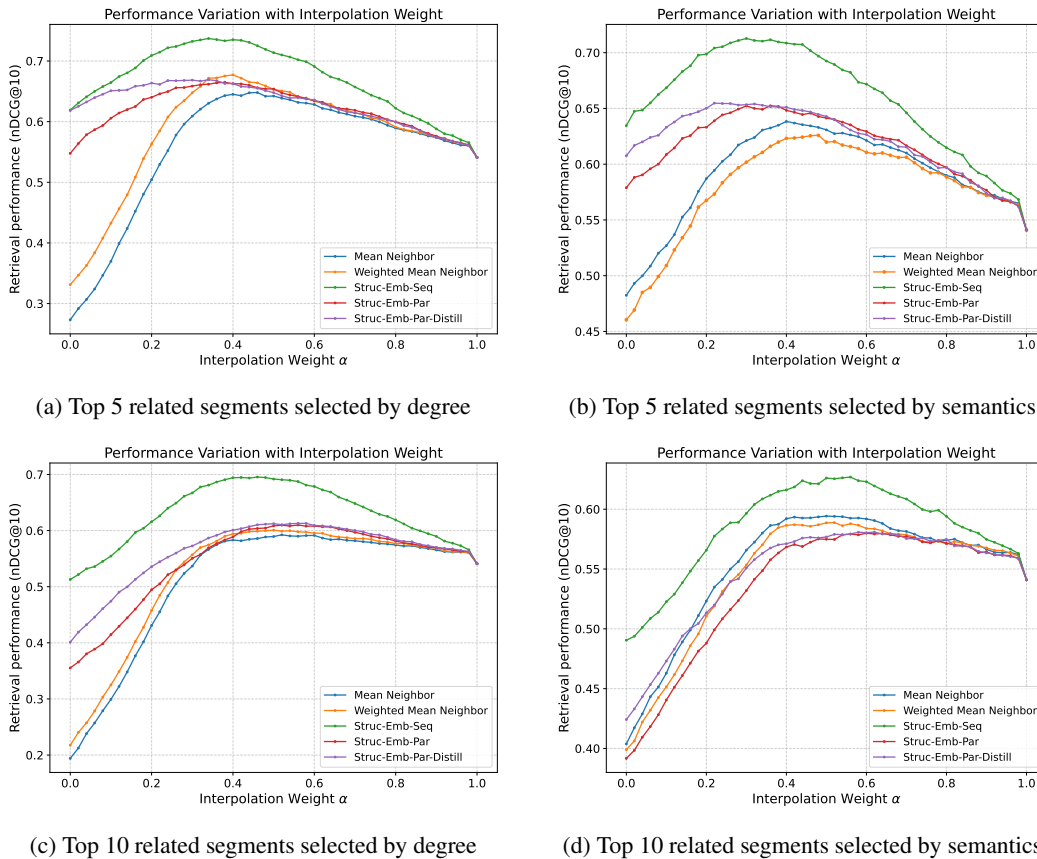 Performance Variation with Interpolation Weight
Retrieval performance (nDCG@10)
0.7
0.6
0.5
0.4
0.3
0.0
0.2
0.4
0.6
0.8
1.0
Interpolation Weight α
Mean Neighbor
Weighted Mean Neighbor
Struc-Emb-Seq
Struc-Emb-Par
Struc-Emb-Par-Distill
(a) Top 5 related segments selected by degree
Performance Variation with Interpolation Weight
Retrieval performance (nDCG@10)
0.70
0.65
0.60
0.55
0.50
0.45
0.0
0.2
0.4
0.6
0.8
1.0
Interpolation Weight α
Mean Neighbor
Weighted Mean Neighbor
Struc-Emb-Seq
Struc-Emb-Par
Struc-Emb-Par-Distill
(b) Top 5 related segments selected by semantics
Performance Variation with Interpolation Weight
Retrieval performance (nDCG@10)
0.7
0.6
0.5
0.4
0.3
0.2
0.0
0.2
0.4
0.6
0.8
1.0
Interpolation Weight α
Mean Neighbor
Weighted Mean Neighbor
Struc-Emb-Seq
Struc-Emb-Par
Struc-Emb-Par-Distill
(c) Top 10 related segments selected by degree
Performance Variation with Interpolation Weight
Retrieval performance (nDCG@10)
0.60
0.55
0.50
0.45
0.40
0.0
0.2
0.4
0.6
0.8
1.0
Interpolation Weight α
Mean Neighbor
Weighted Mean Neighbor
Struc-Emb-Seq
Struc-Emb-Par
Struc-Emb-Par-Distill
(d) Top 10 related segments selected by semantics